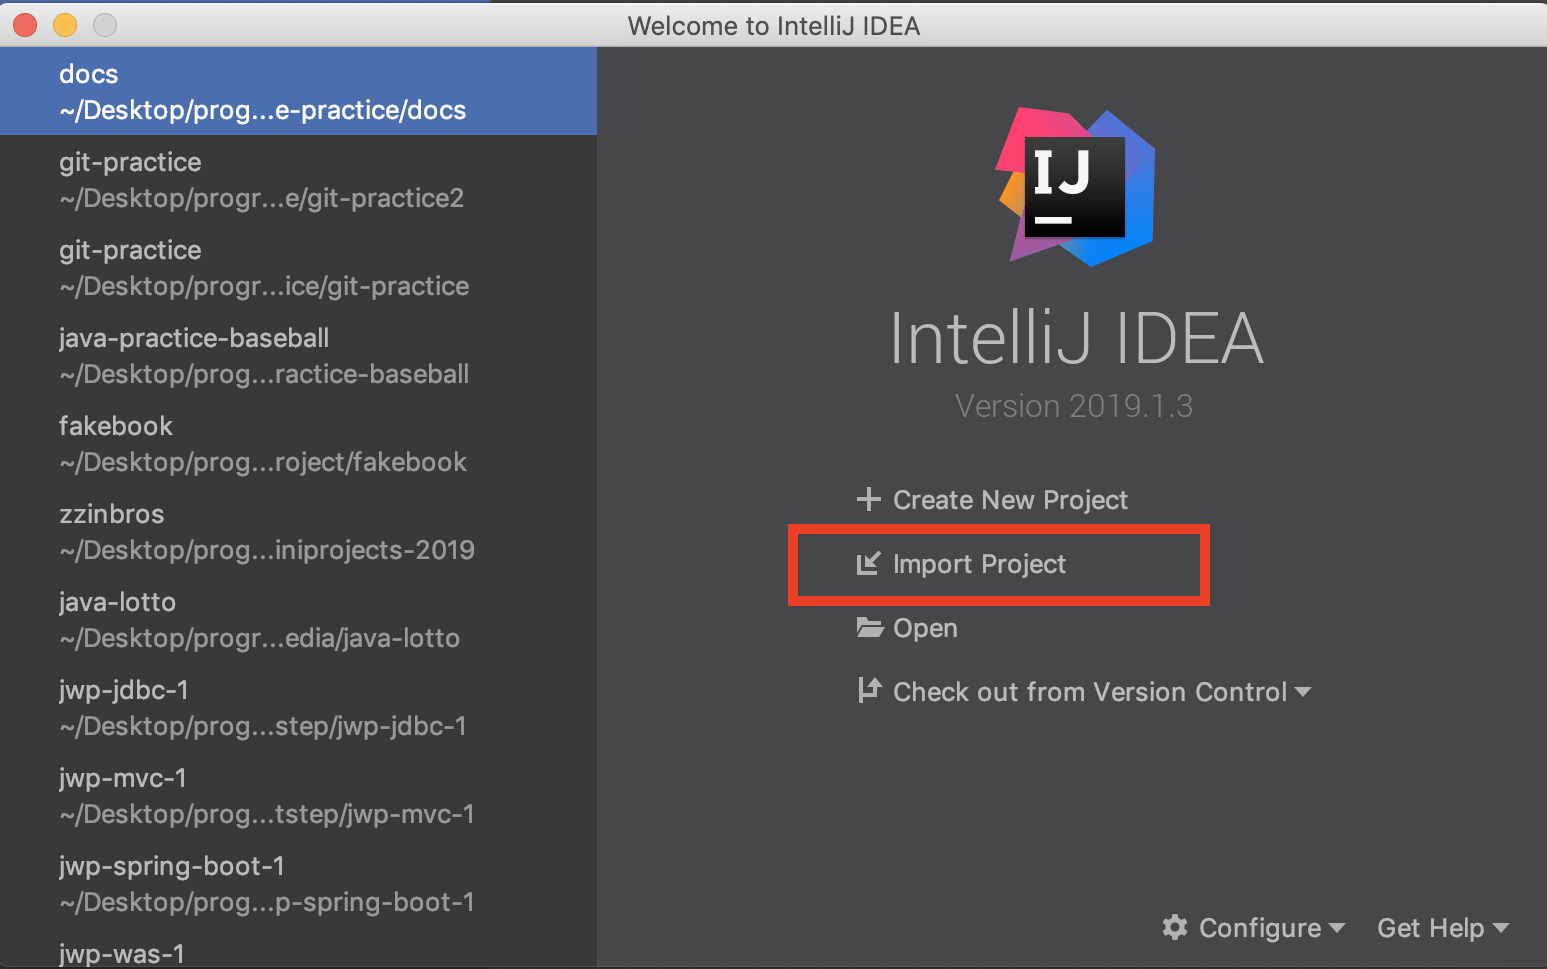 Welcome to IntelliJ IDEA
docs
~/Desktop/prog...e-practice/docs
git-practice
~/Desktop/progr...e/git-practice2
git-practice
~/Desktop/progr...ice/git-practice
java-practice-baseball
~/Desktop/prog...ractice-baseball
fakebook
~/Desktop/prog...roject/fakebook
zzinbros
~/Desktop/prog...iniprojects-2019
java-lotto
~/Desktop/progr...edia/java-lotto
jwp-jdbc-1
~/Desktop/prog...step/jwp-jdbc-1
jwp-mvc-1
~/Desktop/prog...tstep/jwp-mvc-1
jwp-spring-boot-1
~/Desktop/prog...p-spring-boot-1
jwp-was-1
IJ
IntelliJ IDEA
Version 2019.1.3
Create New Project
Import Project
Open
Check out from Version Control
Configure
Get Help